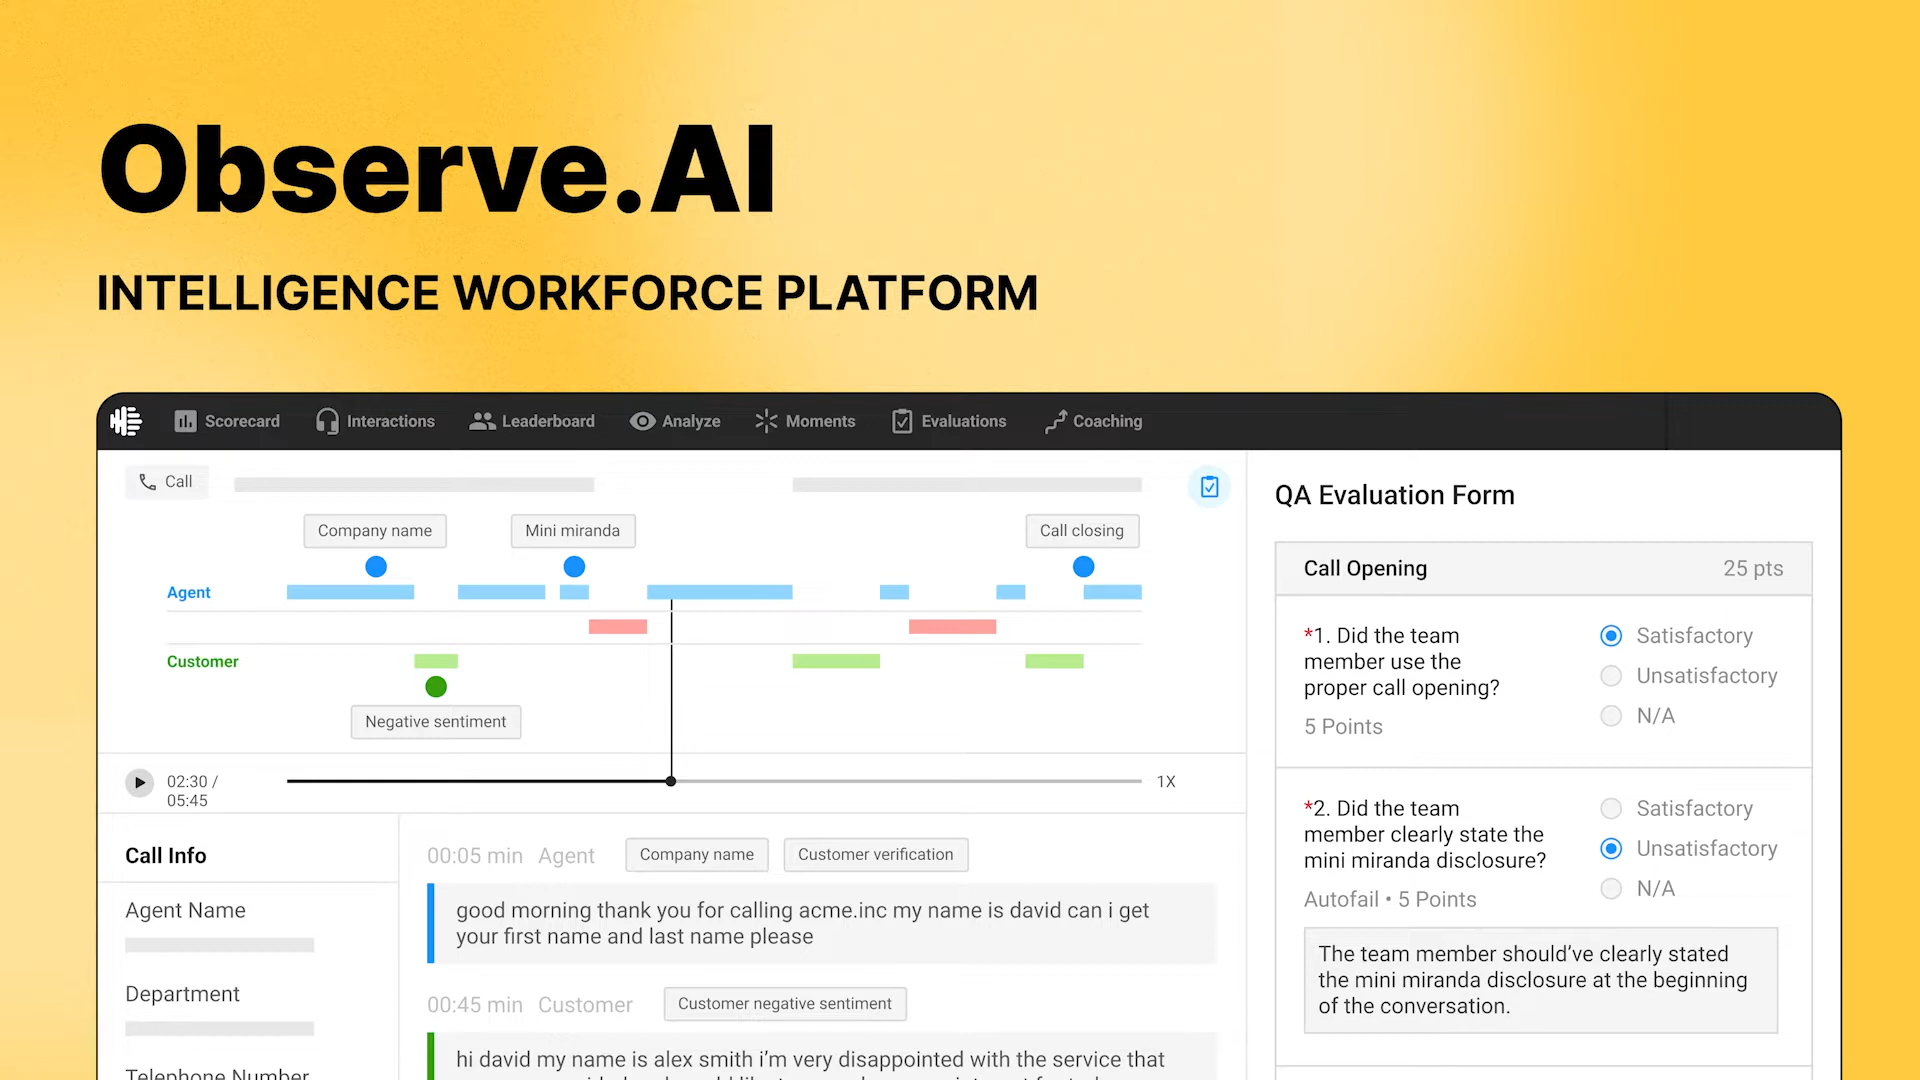 Observe.AI
INTELLIGENCE WORKFORCE PLATFORM
Scorecard
Interactions
Leaderboard
Analyze
Moments
Evaluations
Coaching
Call
Company name
Mini miranda
Call closing
Agent
Customer
Negative sentiment
02:30 /
05:45
1X
Call Info
Agent Name
Department
Telephone Number
00:05 min Agent
Company name
Customer verification
good morning thank you for calling acme.inc my name is david can i get
your first name and last name please
00:45 min Customer
Customer negative sentiment
hi david my name is alex smith i’m very disappointed with the service that
QA Evaluation Form
Call Opening
25 pts
*1. Did the team
member use the
proper call opening?
5 Points
Satisfactory
Unsatisfactory
N/A
*2. Did the team
member clearly state the
mini miranda disclosure?
Autofail • 5 Points
Satisfactory
Unsatisfactory
N/A
The team member should’ve clearly stated
the mini miranda disclosure at the beginning
of the conversation.